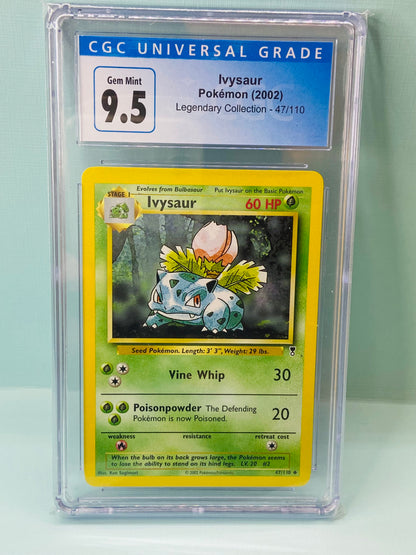 CGC UNIVERSAL GRADE
Gem Mint
9.5
Ivysaur
Pokémon (2002)
Legendary Collection - 47/110
STAGE 1
Evolves from Bulbasaur
Put Ivysaur on the Basic Pokémon
Ivysaur
60 HP
Seed Pokémon. Length: 3' 3", Weight: 29 lbs.
Vine Whip 30
Poisonpowder The Defending
Pokémon is now Poisoned.
20
weakness resistance retreat cost
When the bulb on its back grows large, the Pokémon seems
to lose the ability to stand on its hind legs. LV. 20 #2
Illus. Ken Sugimori
47/110